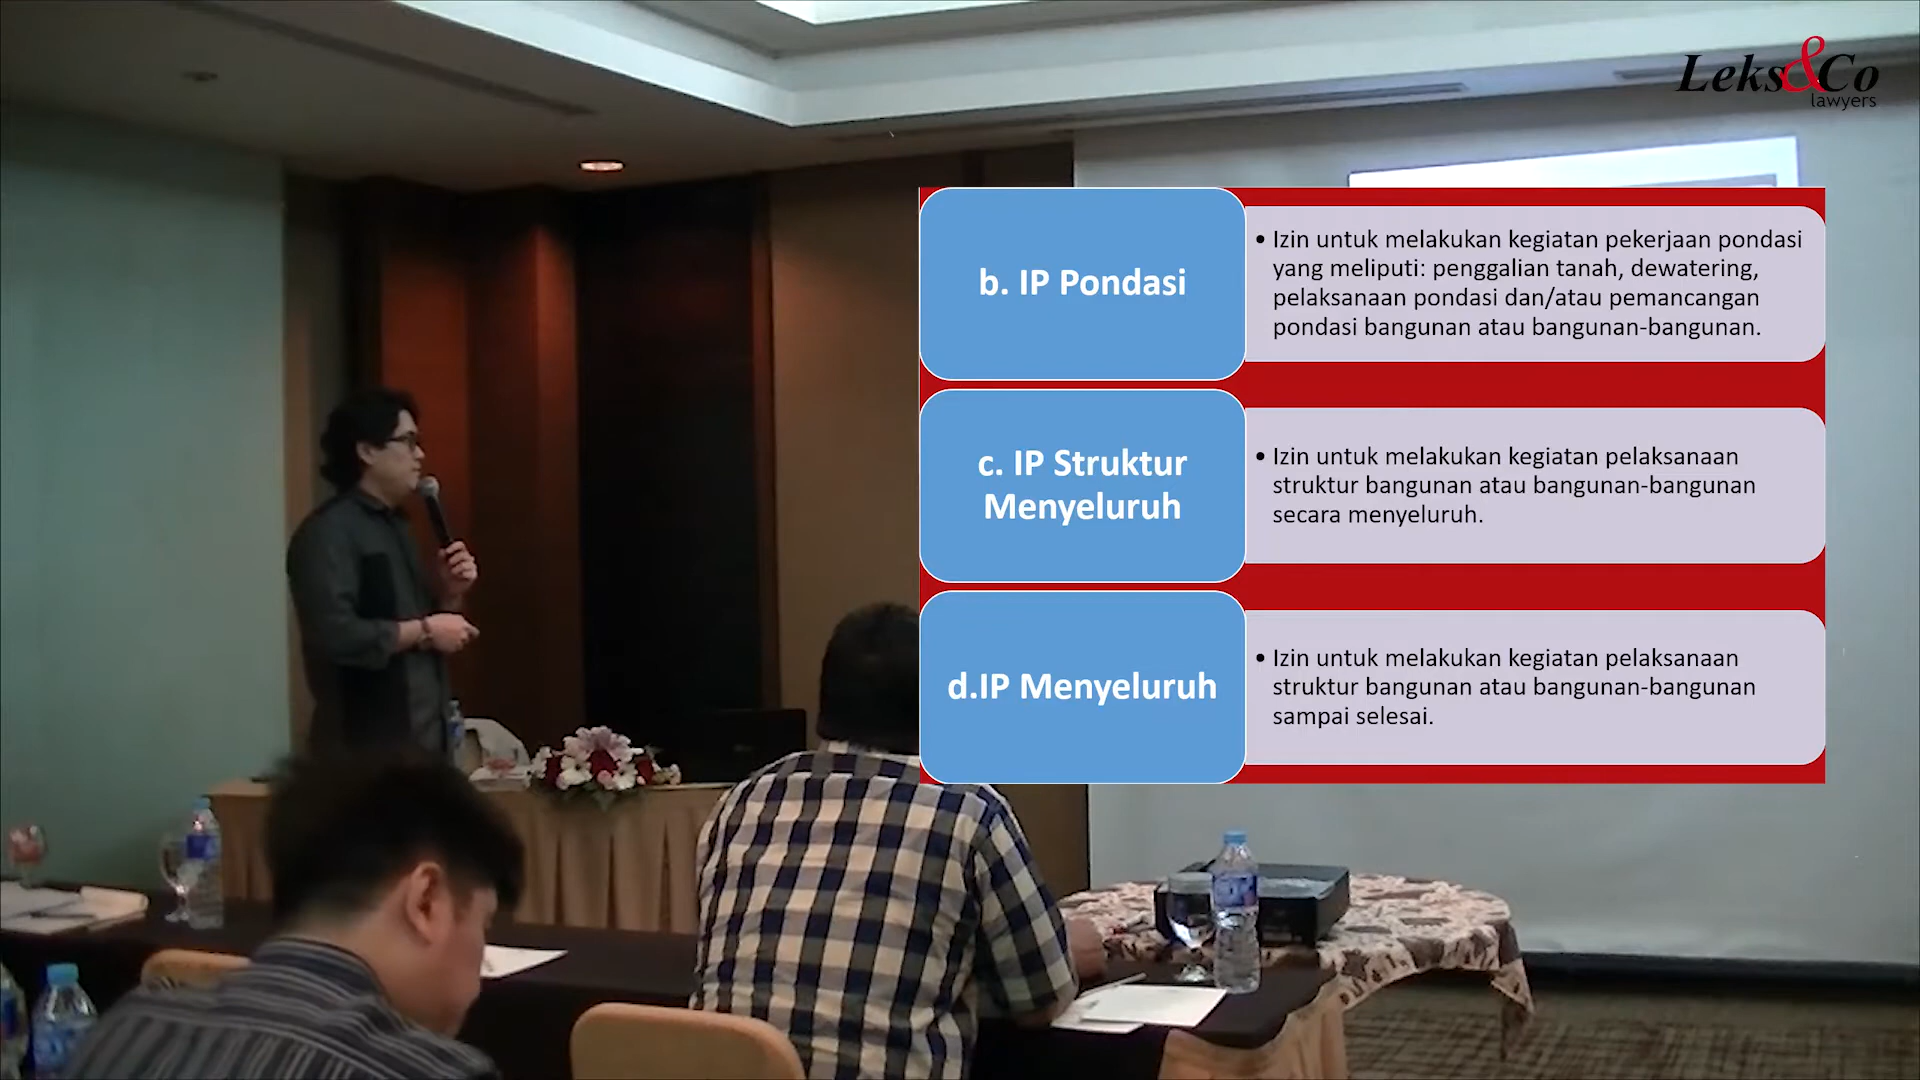 Leks&Co
lawyers
b. IP Pondasi
• Izin untuk melakukan kegiatan pekerjaan pondasi
yang meliputi: penggalian tanah, dewatering,
pelaksanaan pondasi dan/atau pemancangan
pondasi bangunan atau bangunan-bangunan.
c. IP Struktur
Menyeluruh
• Izin untuk melakukan kegiatan pelaksanaan
struktur bangunan atau bangunan-bangunan
secara menyeluruh.
d.IP Menyeluruh
• Izin untuk melakukan kegiatan pelaksanaan
struktur bangunan atau bangunan-bangunan
sampai selesai.